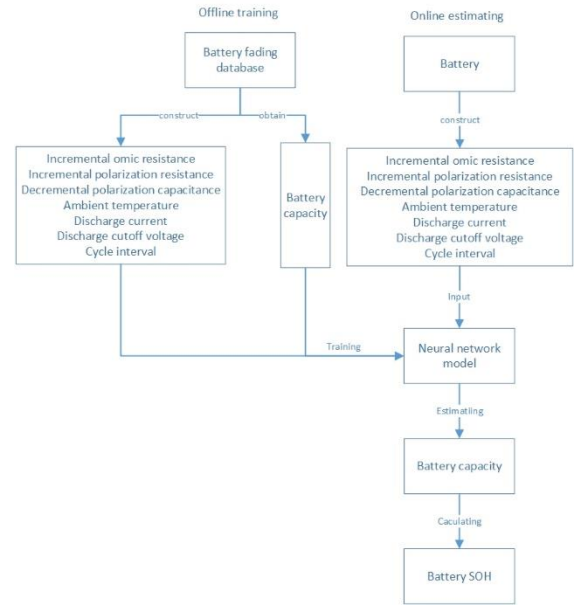 Offline training
Online estimating
Battery fading
database
Battery
construct
obtain
construct
Incremental omic resistance
Incremental polarization resistance
Decremental polarization capacitance
Ambient temperature
Discharge current
Discharge cutoff voltage
Cycle interval
Battery
capacity
Incremental omic resistance
Incremental polarization resistance
Decremental polarization capacitance
Ambient temperature
Discharge current
Discharge cutoff voltage
Cycle interval
Input
Training
Neural network
model
Estimatiing
Battery capacity
Caculating
Battery SOH